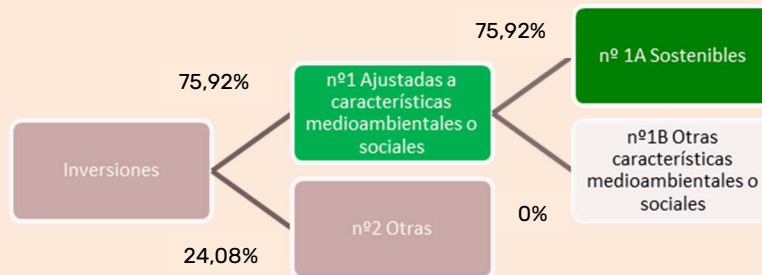 75,92%
nº 1A Sostenibles
75,92%
nº1 Ajustadas a
características
medioambientales o
sociales
nº1B Otras
características
medioambientales o
sociales
Inversiones
0%
nº2 Otras
24,08%